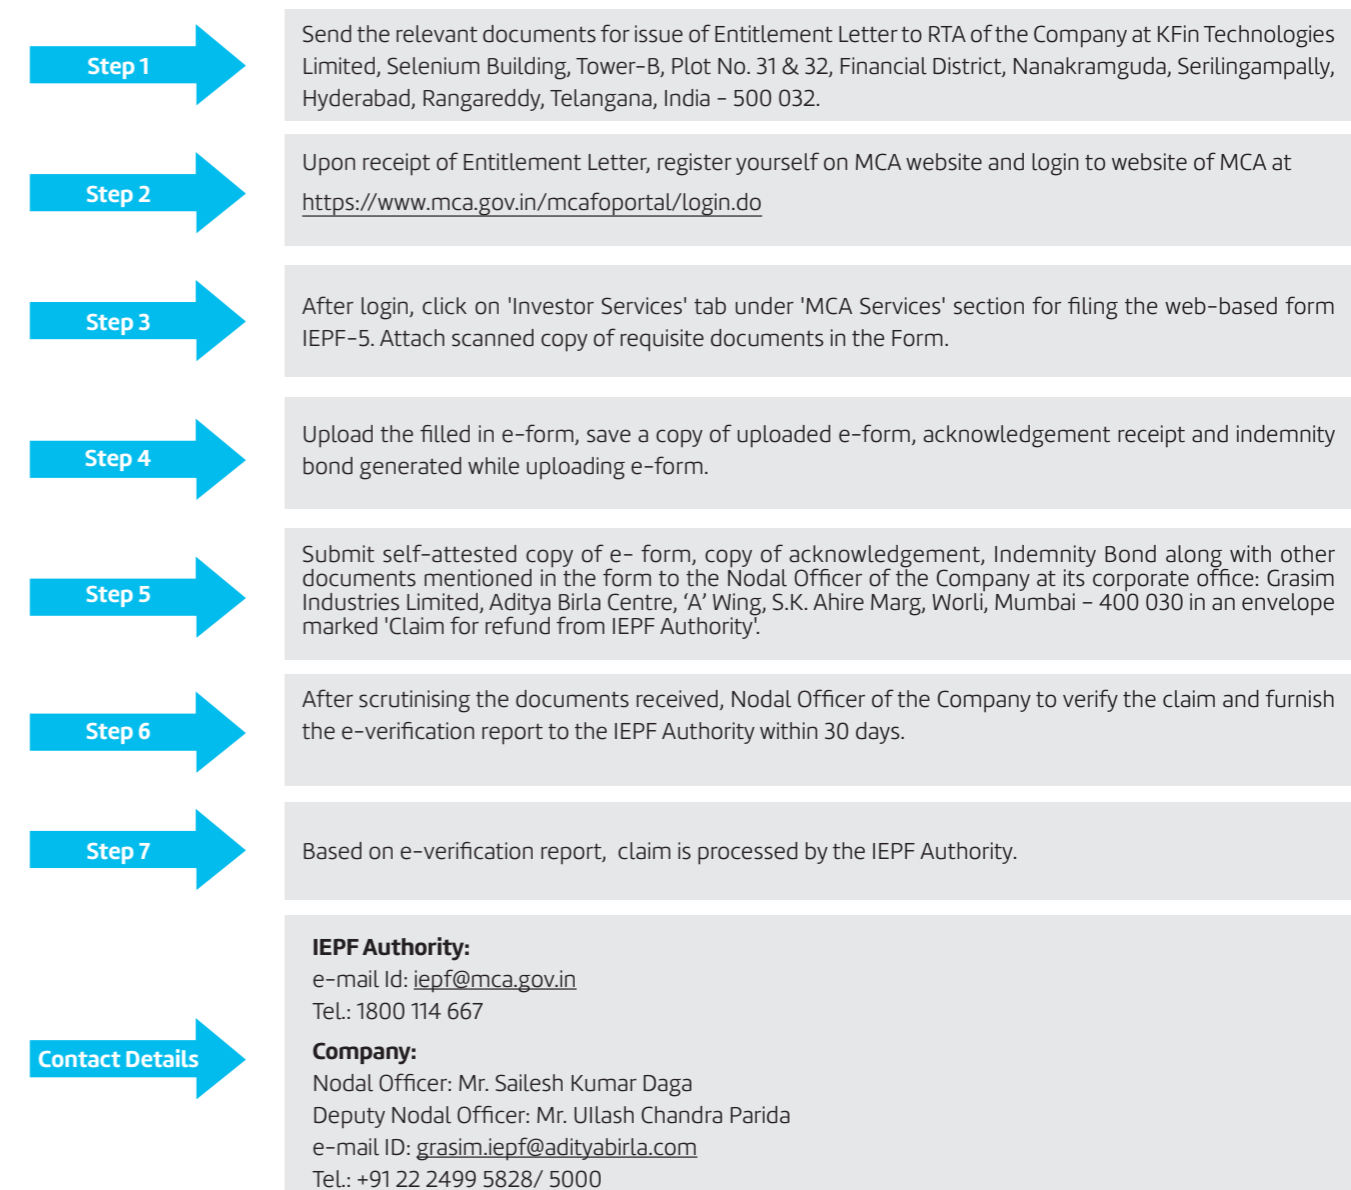 Step 1
Send the relevant documents for issue of Entitlement Letter to RTA of the Company at KFin Technologies
Limited, Selenium Building, Tower-B, Plot No. 31 & 32, Financial District, Nanakramguda, Serilingampally,
Hyderabad, Rangareddy, Telangana, India - 500 032.
Step 2
Upon receipt of Entitlement Letter, register yourself on MCA website and login to website of MCA at
https://www.mca.gov.in/mcafoportal/login.do
Step 3
After login, click on 'Investor Services' tab under 'MCA Services' section for filing the web-based form
IEPF-5. Attach scanned copy of requisite documents in the Form.
Step 4
Upload the filled in e-form, save a copy of uploaded e-form, acknowledgement receipt and indemnity
bond generated while uploading e-form.
Step 5
Submit self-attested copy of e- form, copy of acknowledgement, Indemnity Bond along with other
documents mentioned in the form to the Nodal Officer of the Company at its corporate office: Grasim
Industries Limited, Aditya Birla Centre, ‘A’ Wing, S.K. Ahire Marg, Worli, Mumbai – 400 030 in an envelope
marked 'Claim for refund from IEPF Authority'.
Step 6
After scrutinising the documents received, Nodal Officer of the Company to verify the claim and furnish
the e-verification report to the IEPF Authority within 30 days.
Step 7
Based on e-verification report, claim is processed by the IEPF Authority.
Contact Details
IEPF Authority:
e-mail Id: iepf@mca.gov.in
Tel.: 1800 114 667
Company:
Nodal Officer: Mr. Sailesh Kumar Daga
Deputy Nodal Officer: Mr. UIlash Chandra Parida
e-mail ID: grasim.iepf@adityabirla.com
Tel.: +91 22 2499 5828/ 5000